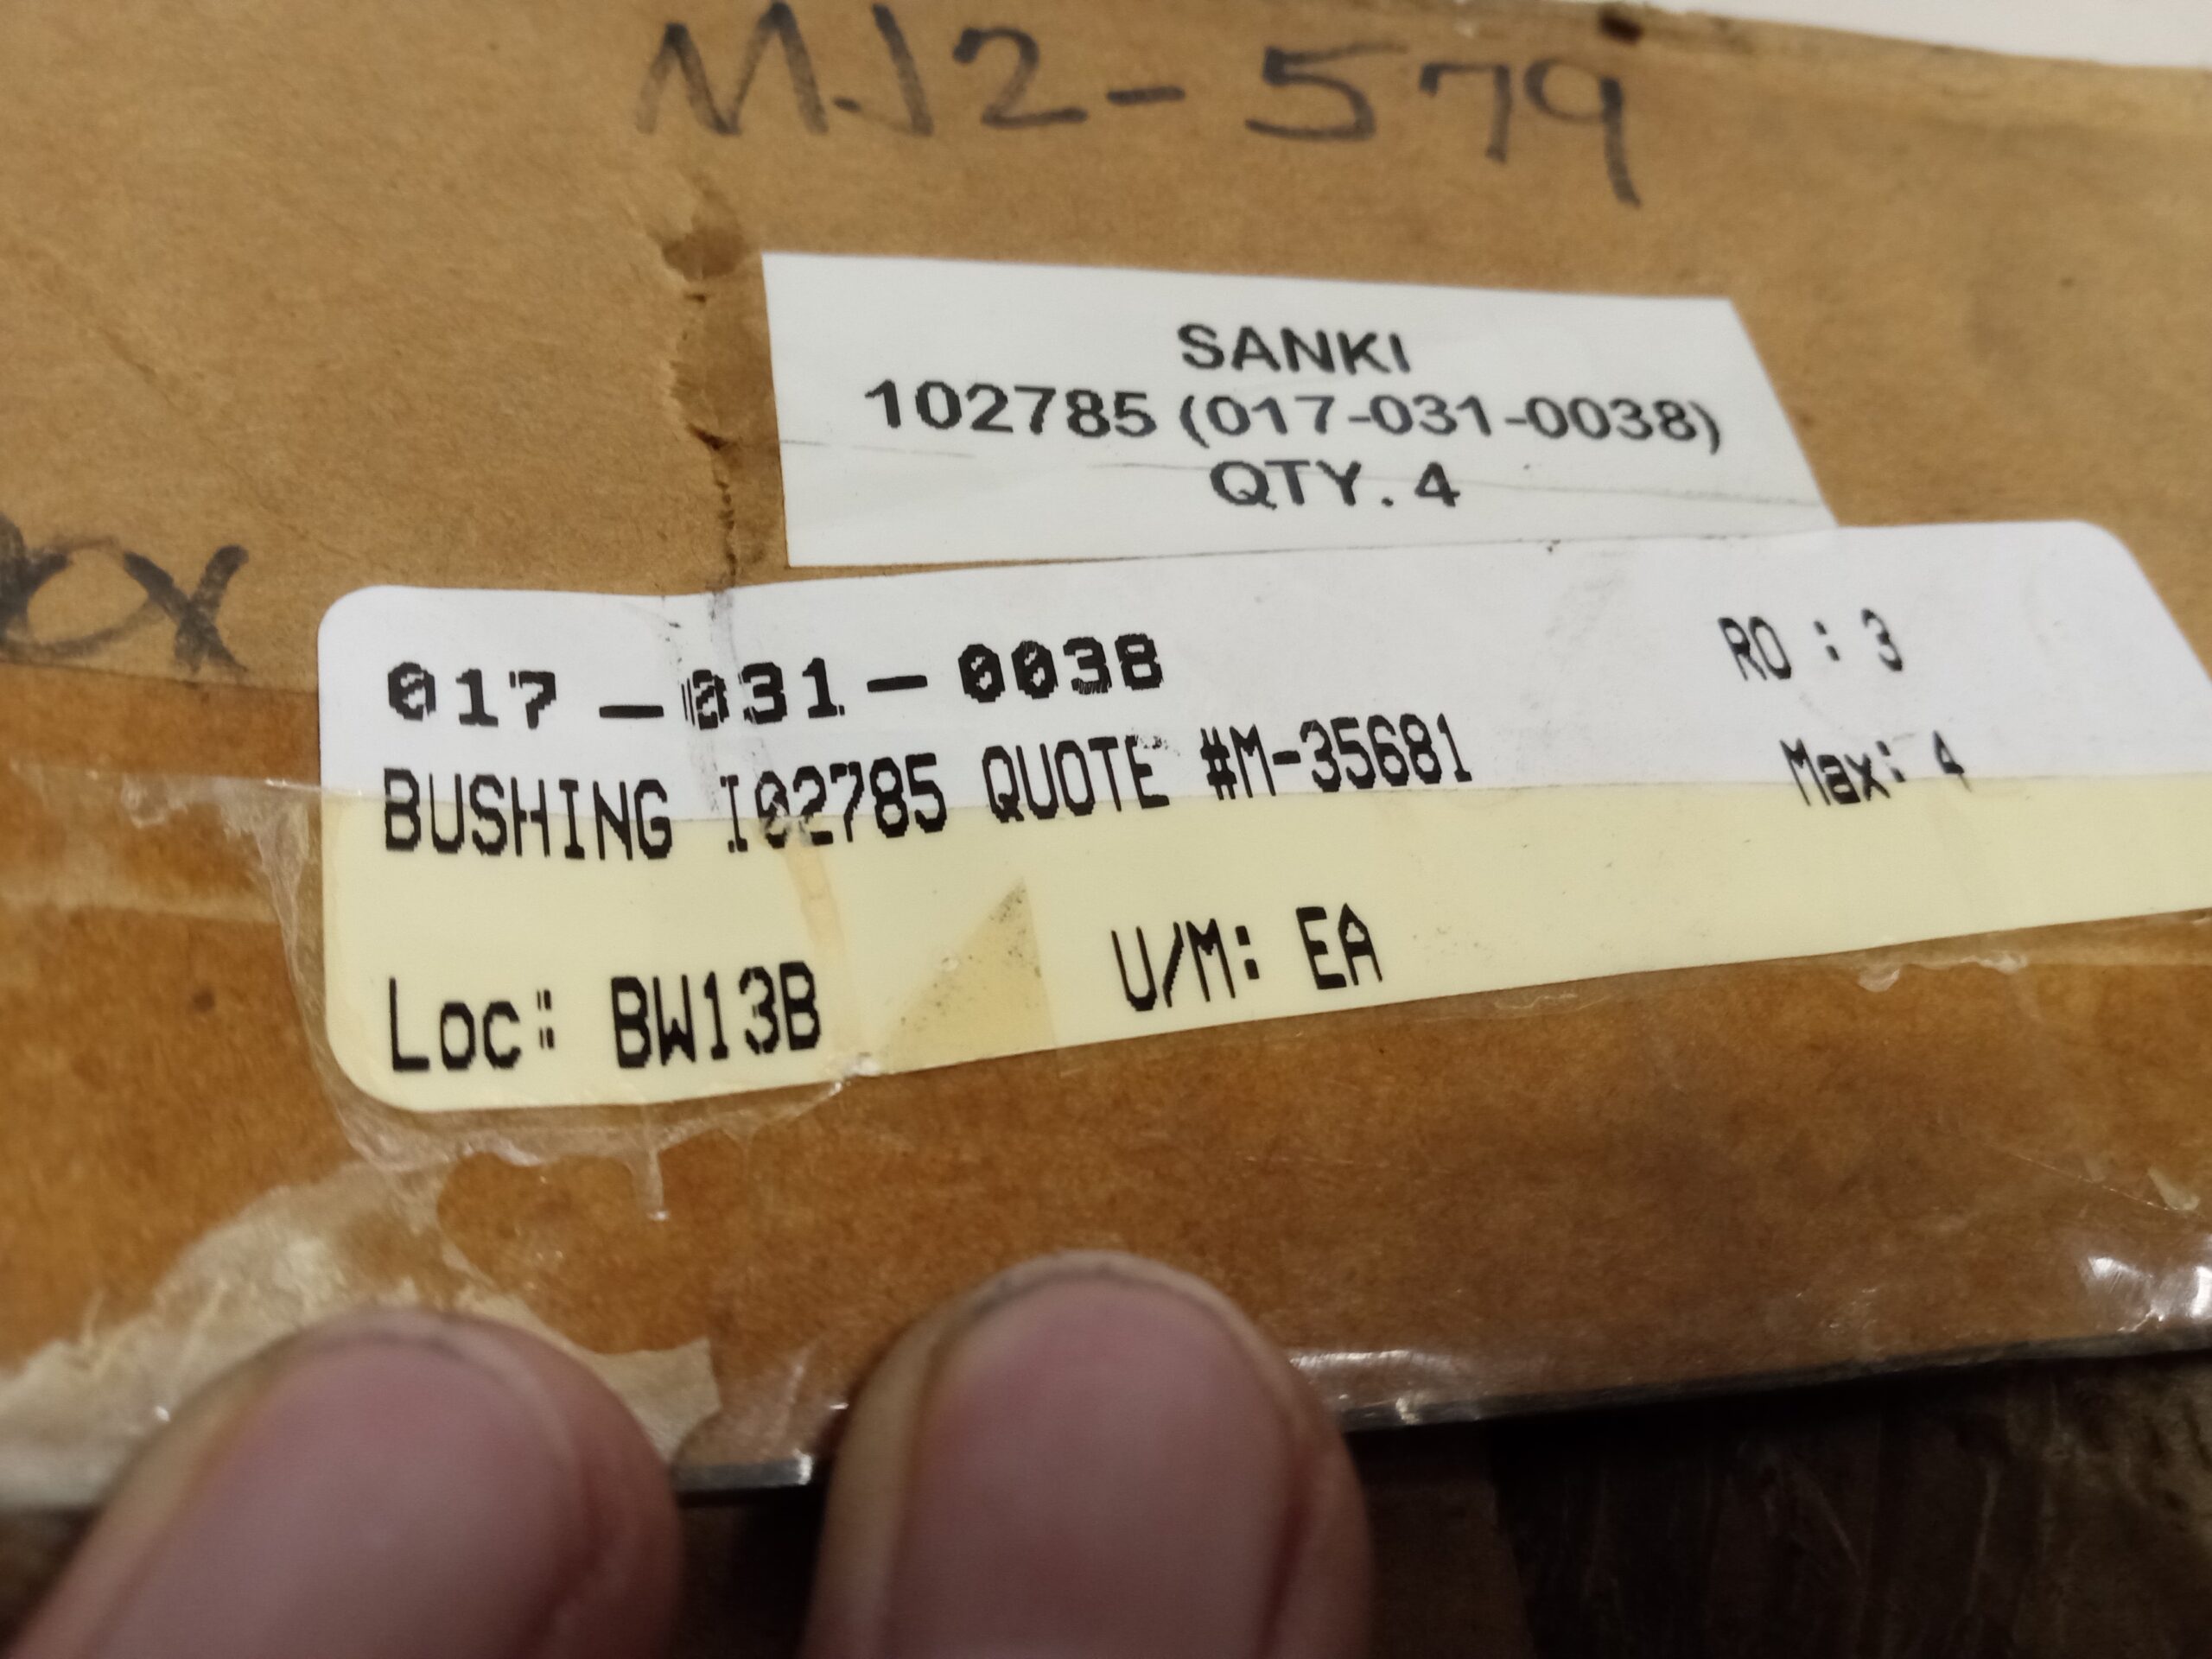 MJ2-579
SANKI
102785 (017-031-0038)
QTY. 4
017-031-0038
RO : 3
BUSHING I02785 QUOTE #M-35681
Max: 4
Loc: BW13B
U/M: EA